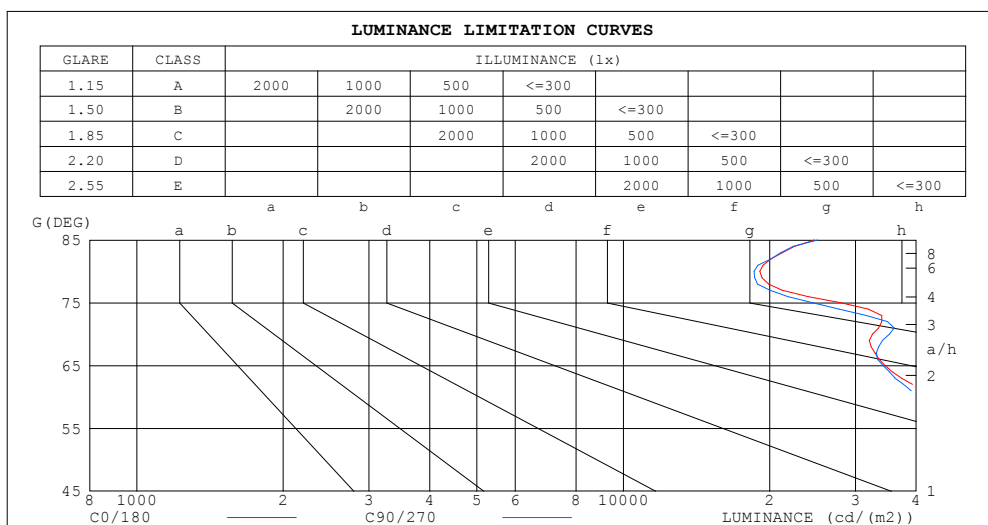 LUMINANCE LIMITATION CURVES
GLARE CLASS ILLUMINANCE (lx)
1.15 A 2000 1000 500 <=300
1.50 B 2000 1000 500 <=300
1.85 C 2000 1000 500 <=300
2.20 D 2000 1000 500 <=300
2.55 E 2000 1000 500 <=300
a b c d e f g h
G(DEG)
a b c d e f g h
85
8
6
75 4
3
a/h
65
2
55
45 1
8 1000 2 3 4 5 6 8 10000 2 3 4
C0/180 C90/270 LUMINANCE (cd/(m2))